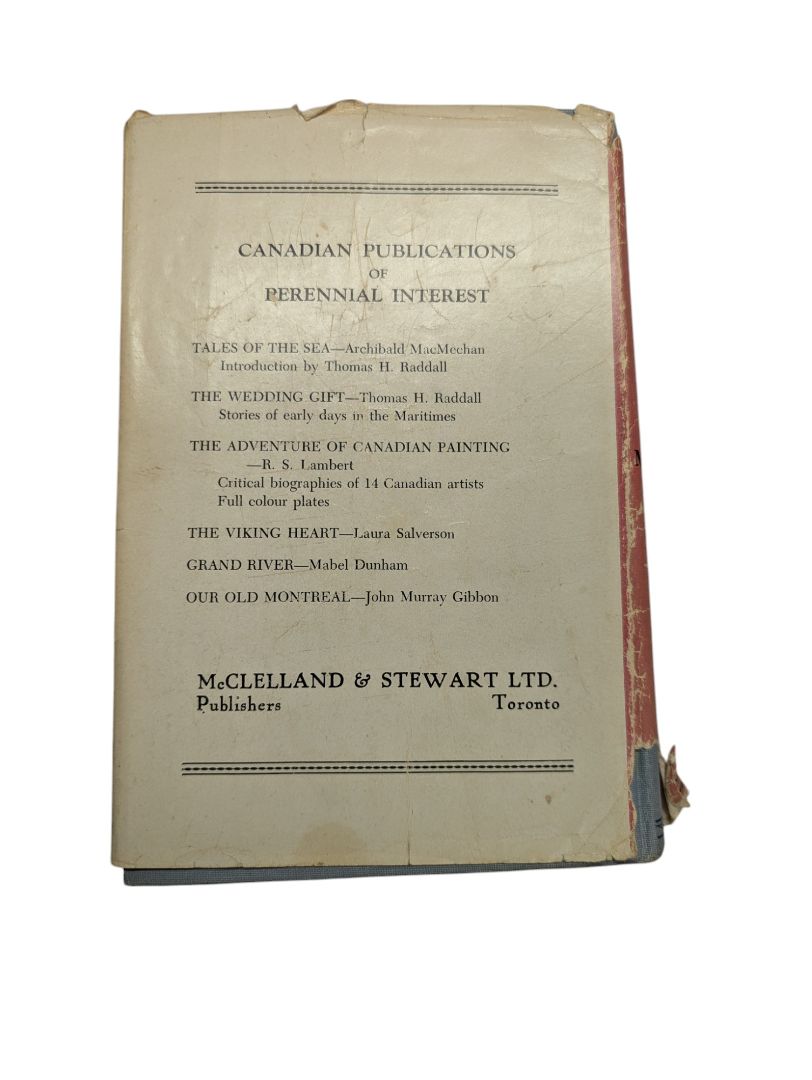 CANADIAN PUBLICATIONS
OF
PERENNIAL INTEREST
TALES OF THE SEA—Archibald MacMechan
Introduction by Thomas H. Raddall
THE WEDDING GIFT—Thomas H. Raddall
Stories of early days in the Maritimes
THE ADVENTURE OF CANADIAN PAINTING
—R. S. Lambert
Critical biographies of 14 Canadian artists
Full colour plates
THE VIKING HEART—Laura Salverson
GRAND RIVER—Mabel Dunham
OUR OLD MONTREAL—John Murray Gibbon
McCLELLAND & STEWART LTD.
Publishers Toronto